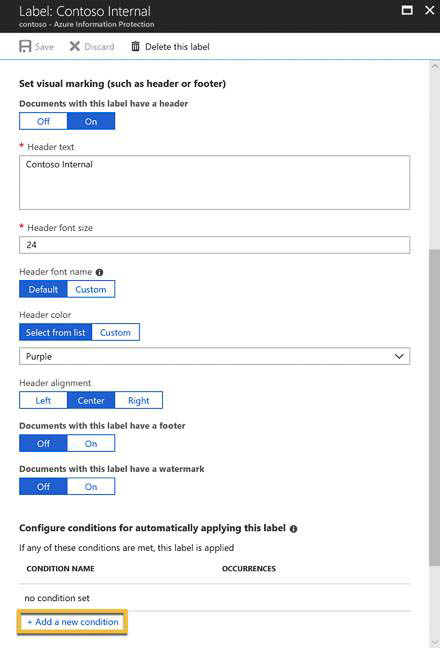 Label: Contoso Internal
contoso - Azure Information Protection
Save Discard Delete this label
Set visual marking (such as header or footer)
Documents with this label have a header
Off On
* Header text
Contoso Internal
* Header font size
24
Header font name
Default Custom
Header color
Select from list Custom
Purple
Header alignment
Left Center Right
Documents with this label have a footer
Off On
Documents with this label have a watermark
Off On
Configure conditions for automatically applying this label
If any of these conditions are met, this label is applied
CONDITION NAME OCCURRENCES
no condition set
+ Add a new condition